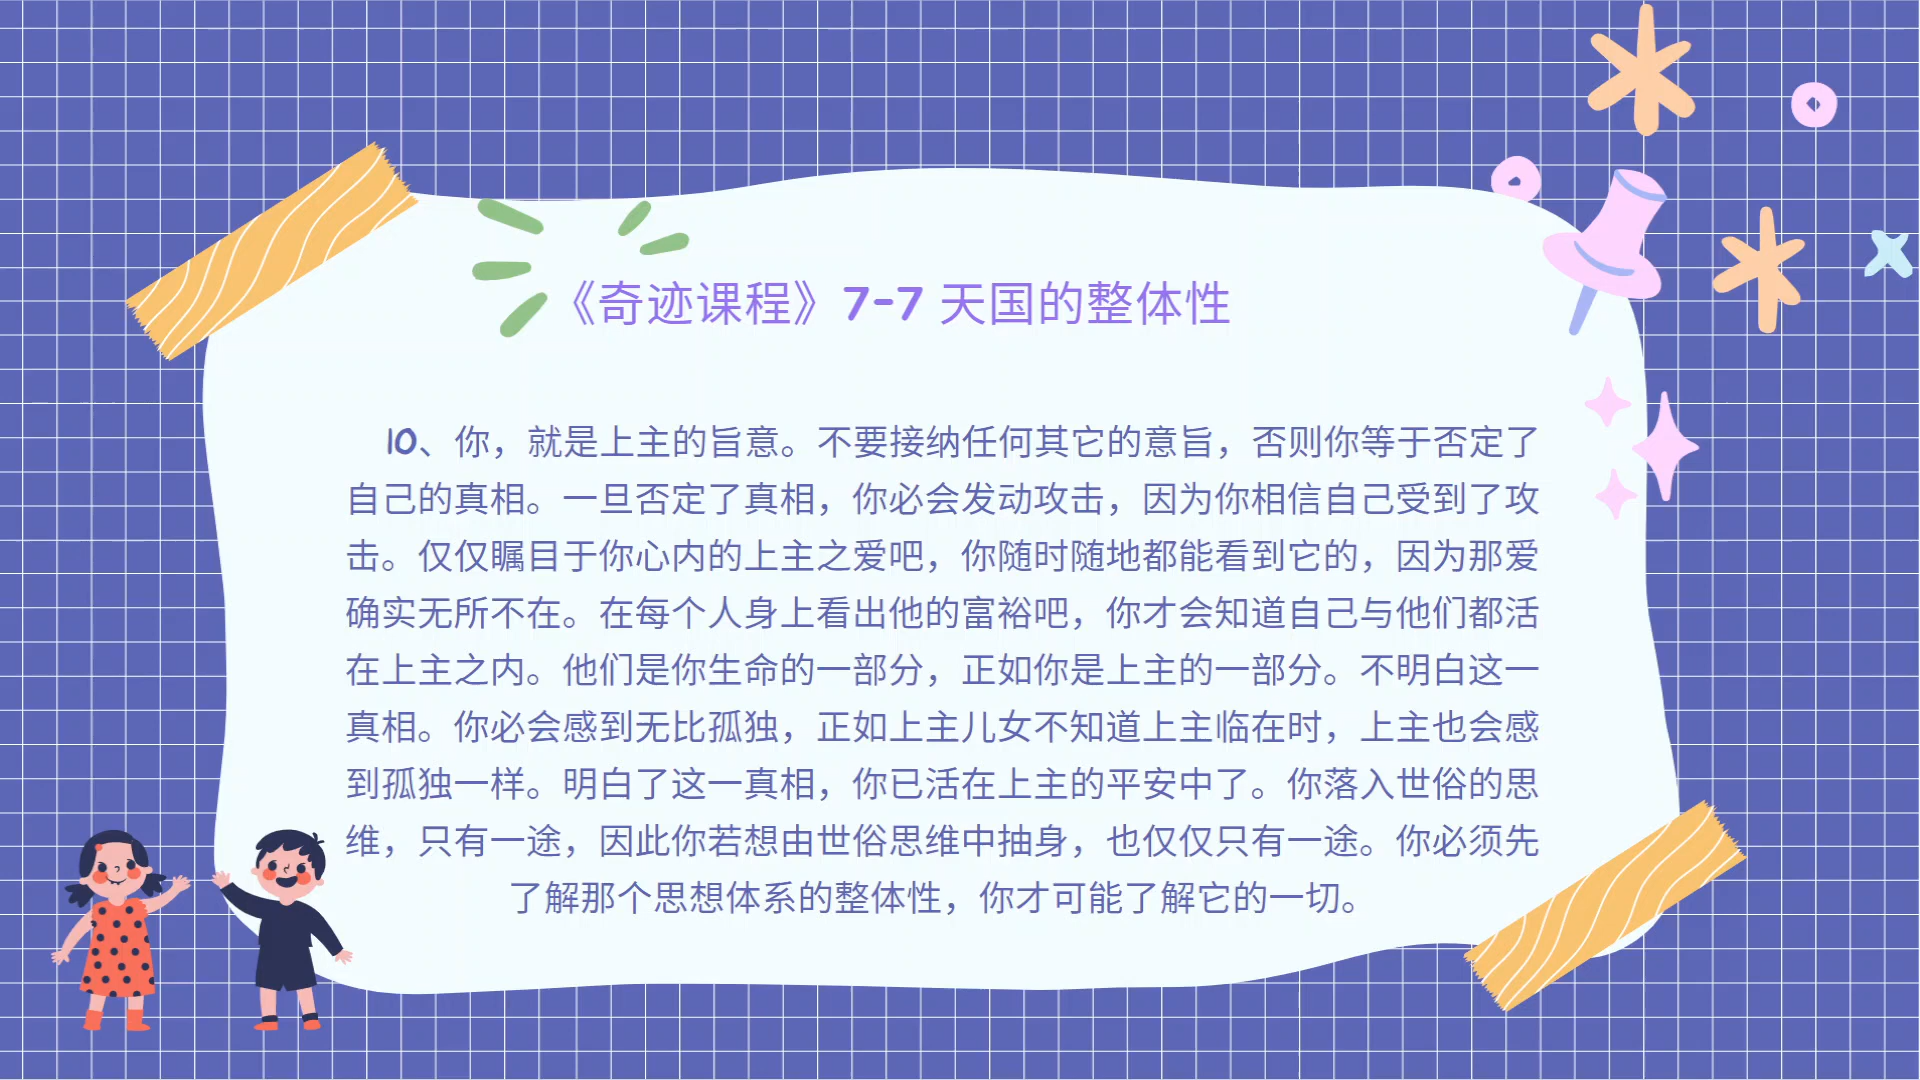 《奇迹课程》7-7 天国的整体性
10、你，就是上主的旨意。不要接纳任何其它的意旨，否则你等于否定了
自己的真相。一旦否定了真相，你必会发动攻击，因为你相信自己受到了攻
击。仅仅瞩目于你心内的上主之爱吧，你随时随地都能看到它的，因为那爱
确实无所不在。在每个人身上看出他的富裕吧，你才会知道自己与他们都活
在上主之内。他们是你生命的一部分，正如你是上主的一部分。不明白这一
真相。你必会感到无比孤独，正如上主儿女不知道上主临在时，上主也会感
到孤独一样。明白了这一真相，你已活在上主的平安中了。你落入世俗的思
维，只有一途，因此你若想由世俗思维中抽身，也仅仅只有一途。你必须先
了解那个思想体系的整体性，你才可能了解它的一切。